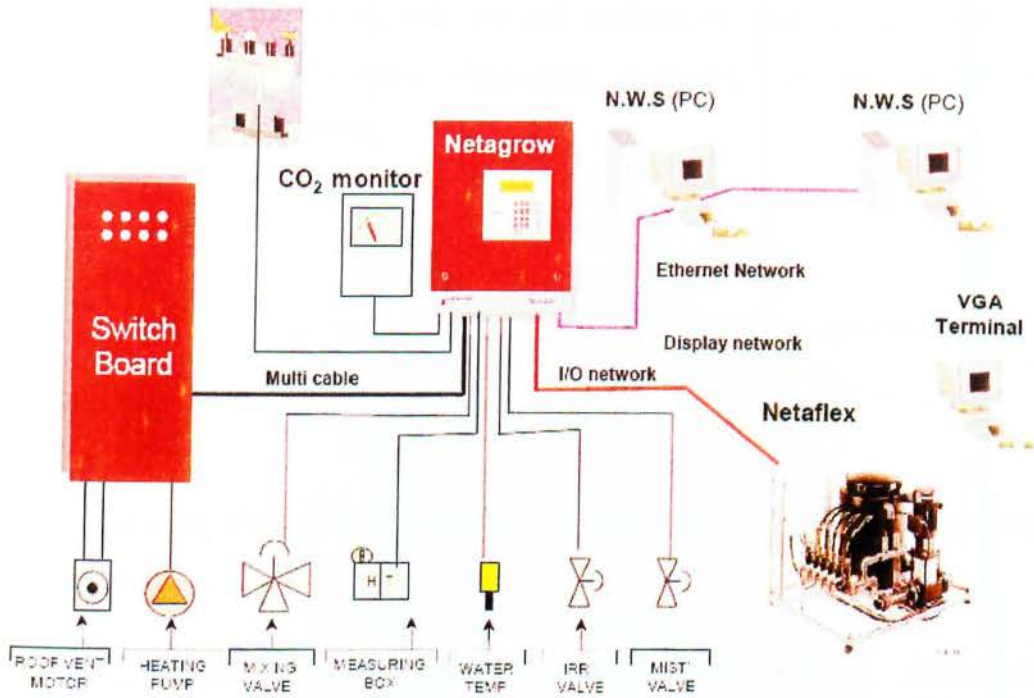 N.W.S (PC)
N.W.S (PC)
Netagrow
CO₂ monitor
Ethernet Network
VGA
Terminal
Switch
Board
Display network
Multi cable
I/O network
Netaflex
H
ROOF VENT
MOTOR
HEATING
PUMP
MIXING
VALVE
MEASURING
BOX
WATER
TEMP
IRR
VALVE
MIST
VALVE